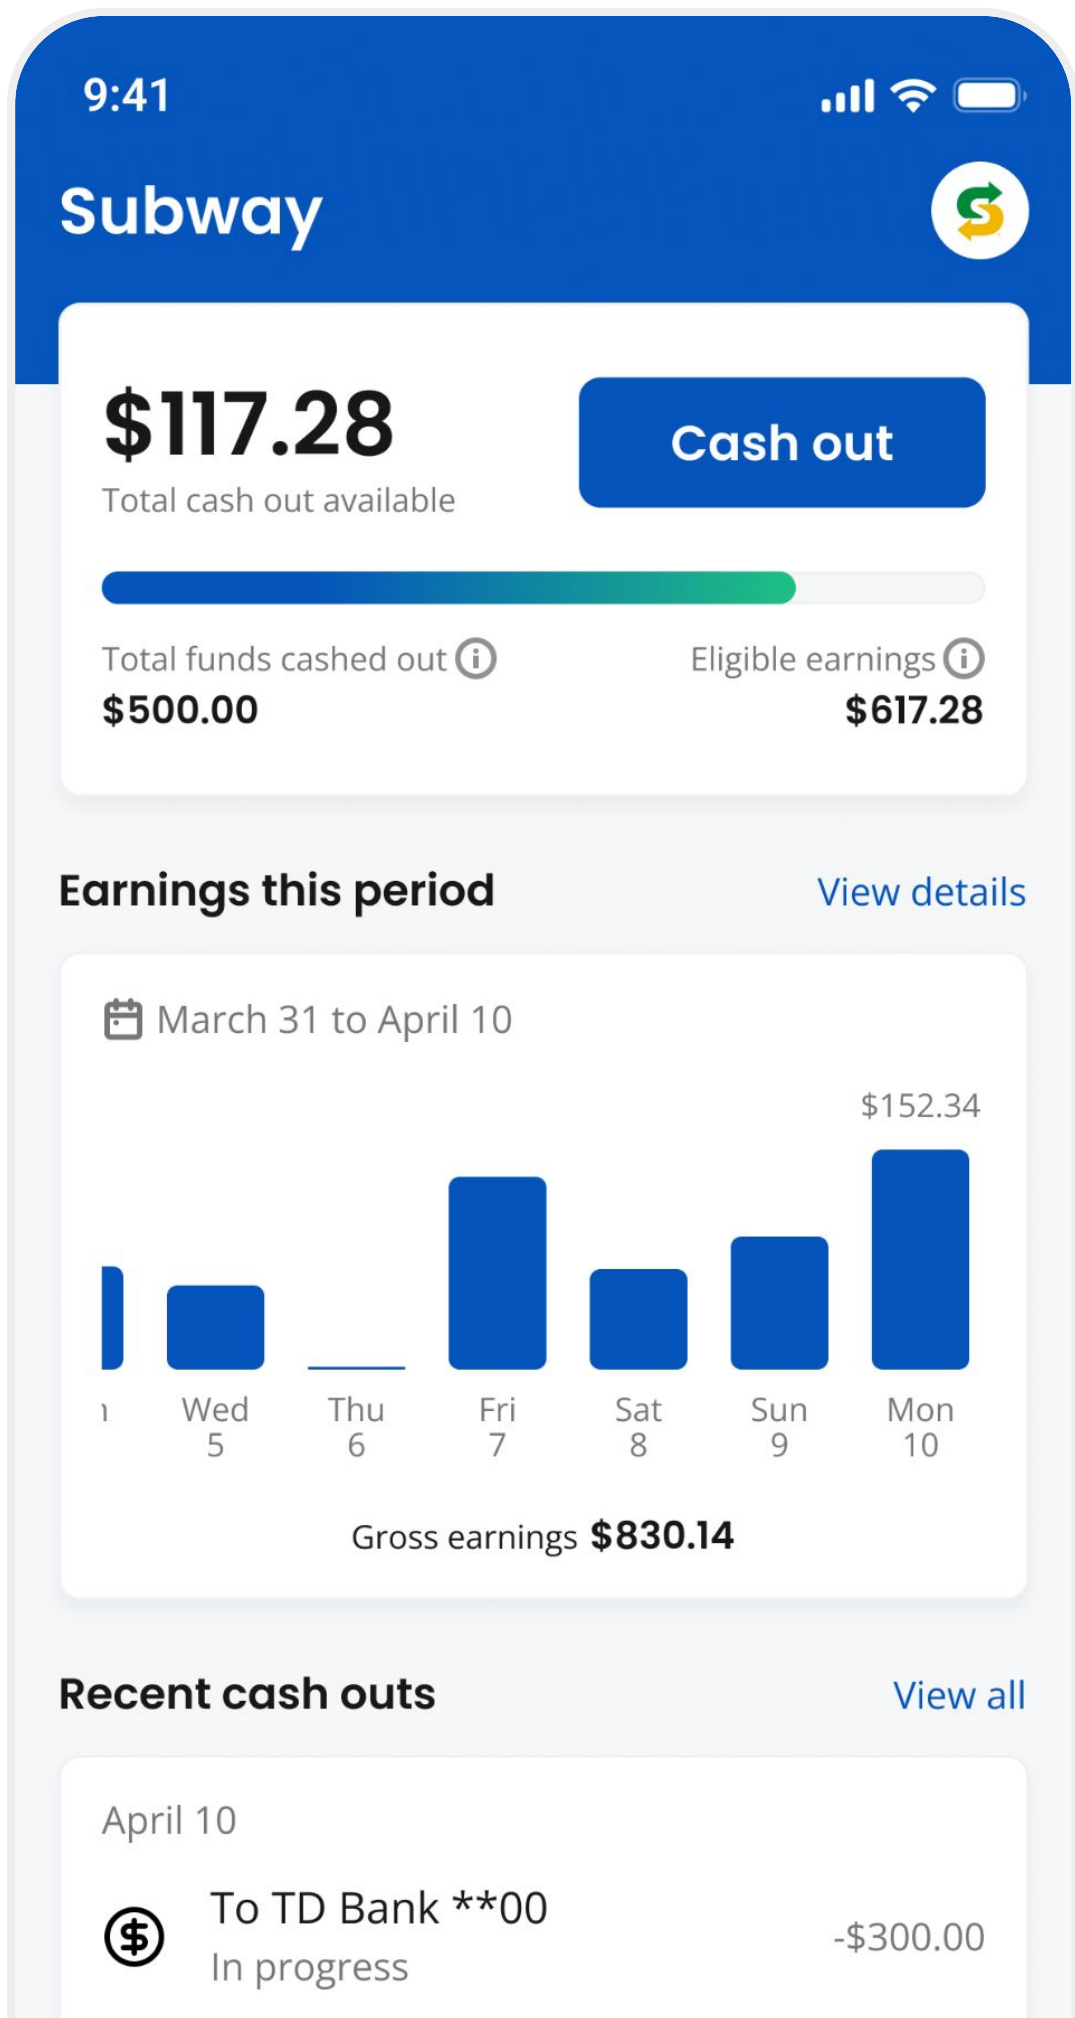 9:41
Subway
$117.28
Cash out
Total cash out available
Total funds cashed out
Eligible earnings
$500.00
$617.28
Earnings this period
View details
March 31 to April 10
$152.34
Wed Thu Fri Sat Sun Mon
5 6 7 8 9 10
Gross earnings $830.14
Recent cash outs
View all
April 10
To TD Bank **00
In progress
-$300.00